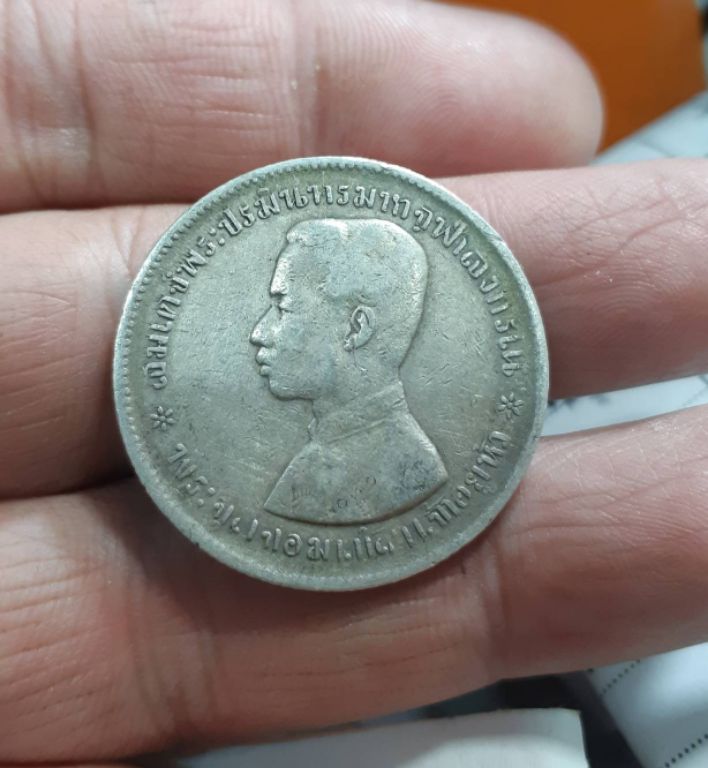 สมเดจพระปรมินทรมหาจุฬาลงกรณ์
พระจุลจอมเกล้าเจ้าอยู่หัว